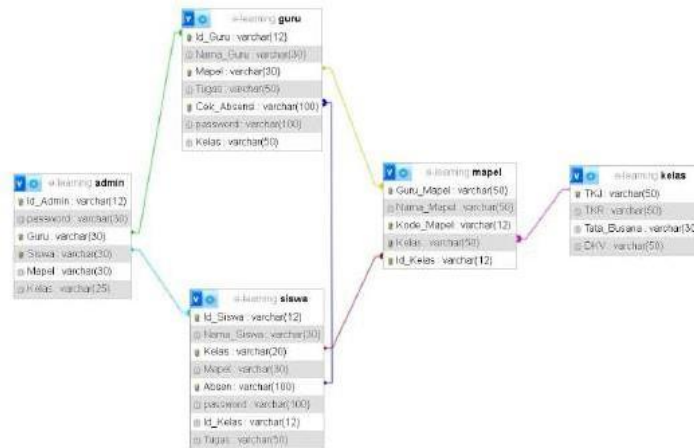 e-learning guru
Id_Guru : varchar(12)
Nama_Guru : varchar(30)
Mapel : varchar(30)
Tugas : varchar(50)
Cek_Absensi : varchar(100)
password : varchar(100)
Kelas : varchar(50)
e-learning admin
Id_Admin : varchar(12)
password : varchar(30)
Guru : varchar(30)
Siswa : varchar(30)
Mapel : varchar(30)
Kelas : varchar(25)
e-learning siswa
Id_Siswa : varchar(12)
Nama_Siswa : varchar(30)
Kelas : varchar(20)
Mapel : varchar(30)
Absen : varchar(100)
password : varchar(100)
Id_Kelas : varchar(12)
Tugas : varchar(50)
e-learning mapel
Guru_Mapel : varchar(50)
Nama_Mapel : varchar(50)
Kode_Mapel : varchar(12)
Kelas : varchar(50)
Id_Kelas : varchar(12)
e-learning kelas
TKJ : varchar(50)
TKR : varchar(50)
Tata_Busana : varchar(30
DKV : varchar(50)